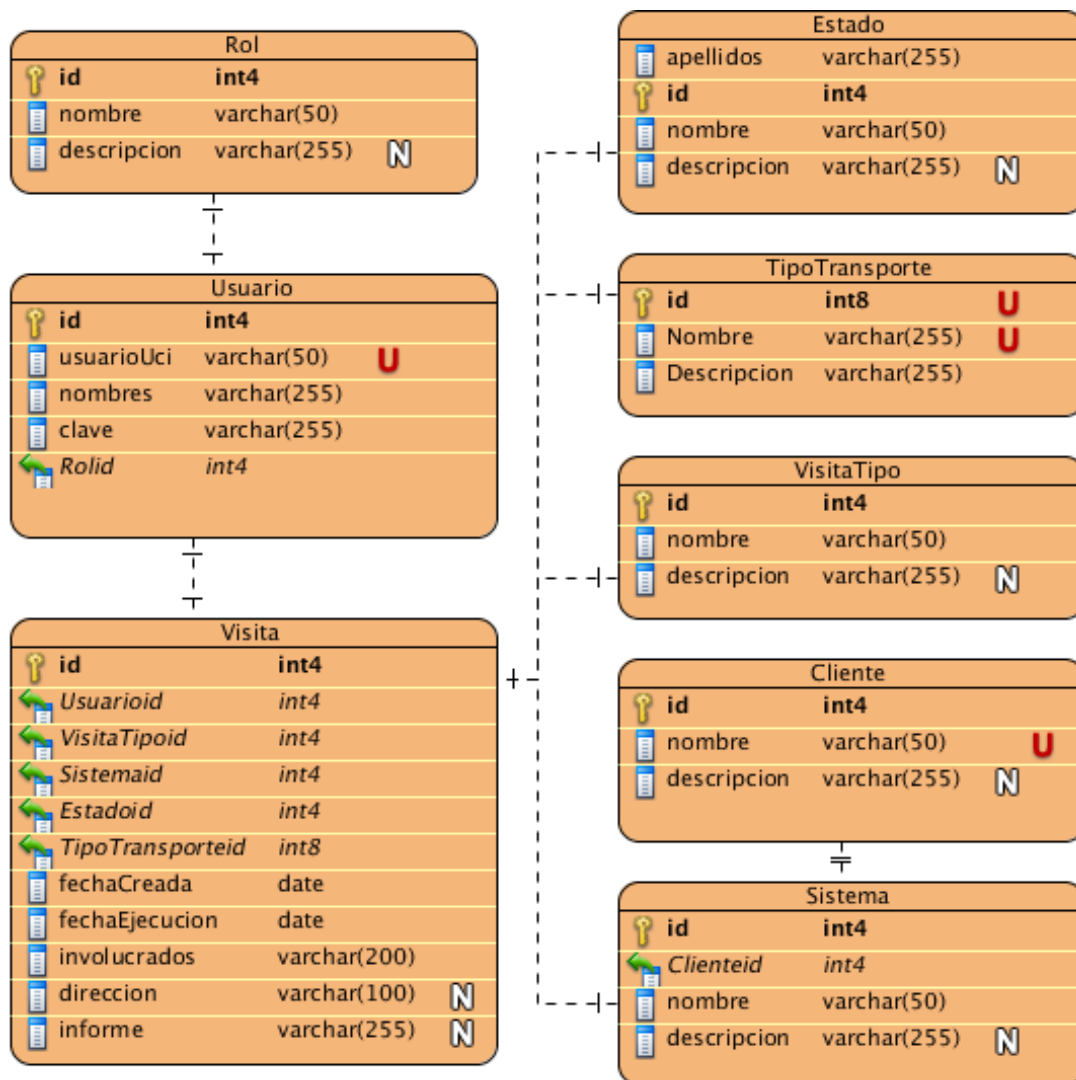 Rol
id int4
nombre varchar(50)
descripcion varchar(255) N
Usuario
id int4
usuarioUci varchar(50) U
nombres varchar(255)
clave varchar(255)
Rolid int4
Visita
id int4
Usuarioid int4
VisitaTipoid int4
Sistemaid int4
Estadoid int4
TipoTransporteid int8
fechaCreada date
fechaEjecucion date
involucrados varchar(200)
direccion varchar(100) N
informe varchar(255) N
Estado
apellidos varchar(255)
id int4
nombre varchar(50)
descripcion varchar(255) N
TipoTransporte
id int8 U
Nombre varchar(255) U
Descripcion varchar(255)
VisitaTipo
id int4
nombre varchar(50)
descripcion varchar(255) N
Cliente
id int4
nombre varchar(50) U
descripcion varchar(255) N
Sistema
id int4
Clienteid int4
nombre varchar(50)
descripcion varchar(255) N